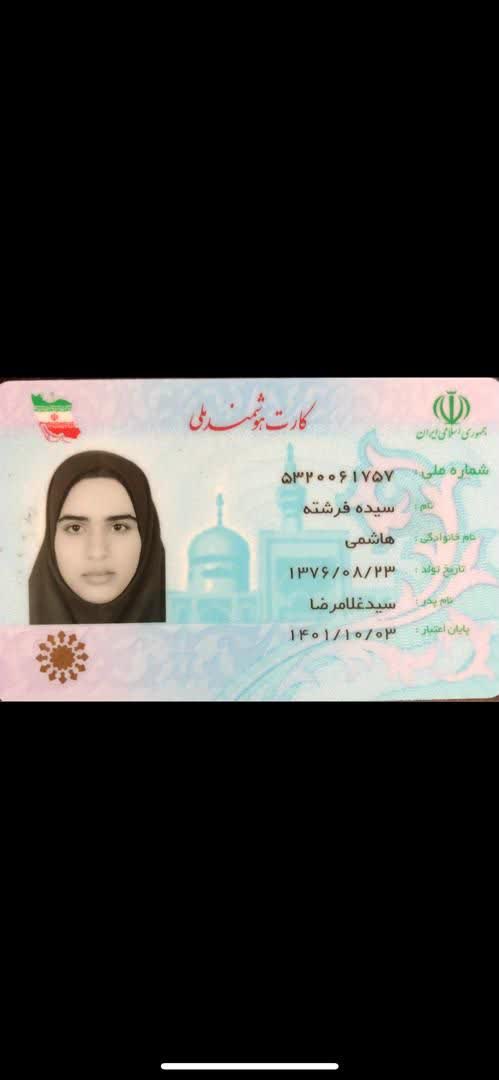 کارت هوشمند ملی
جمهوری اسلامی ایران
شماره ملی: ۵۳۲۰۰۶۱۷۵۷
نام: سیده فرشته
نام خانوادگی: هاشمی
تاریخ تولد: ۱۳۷۶/۰۸/۲۳
نام پدر: سیدغلامرضا
پایان اعتبار: ۱۴۰۱/۱۰/۰۳